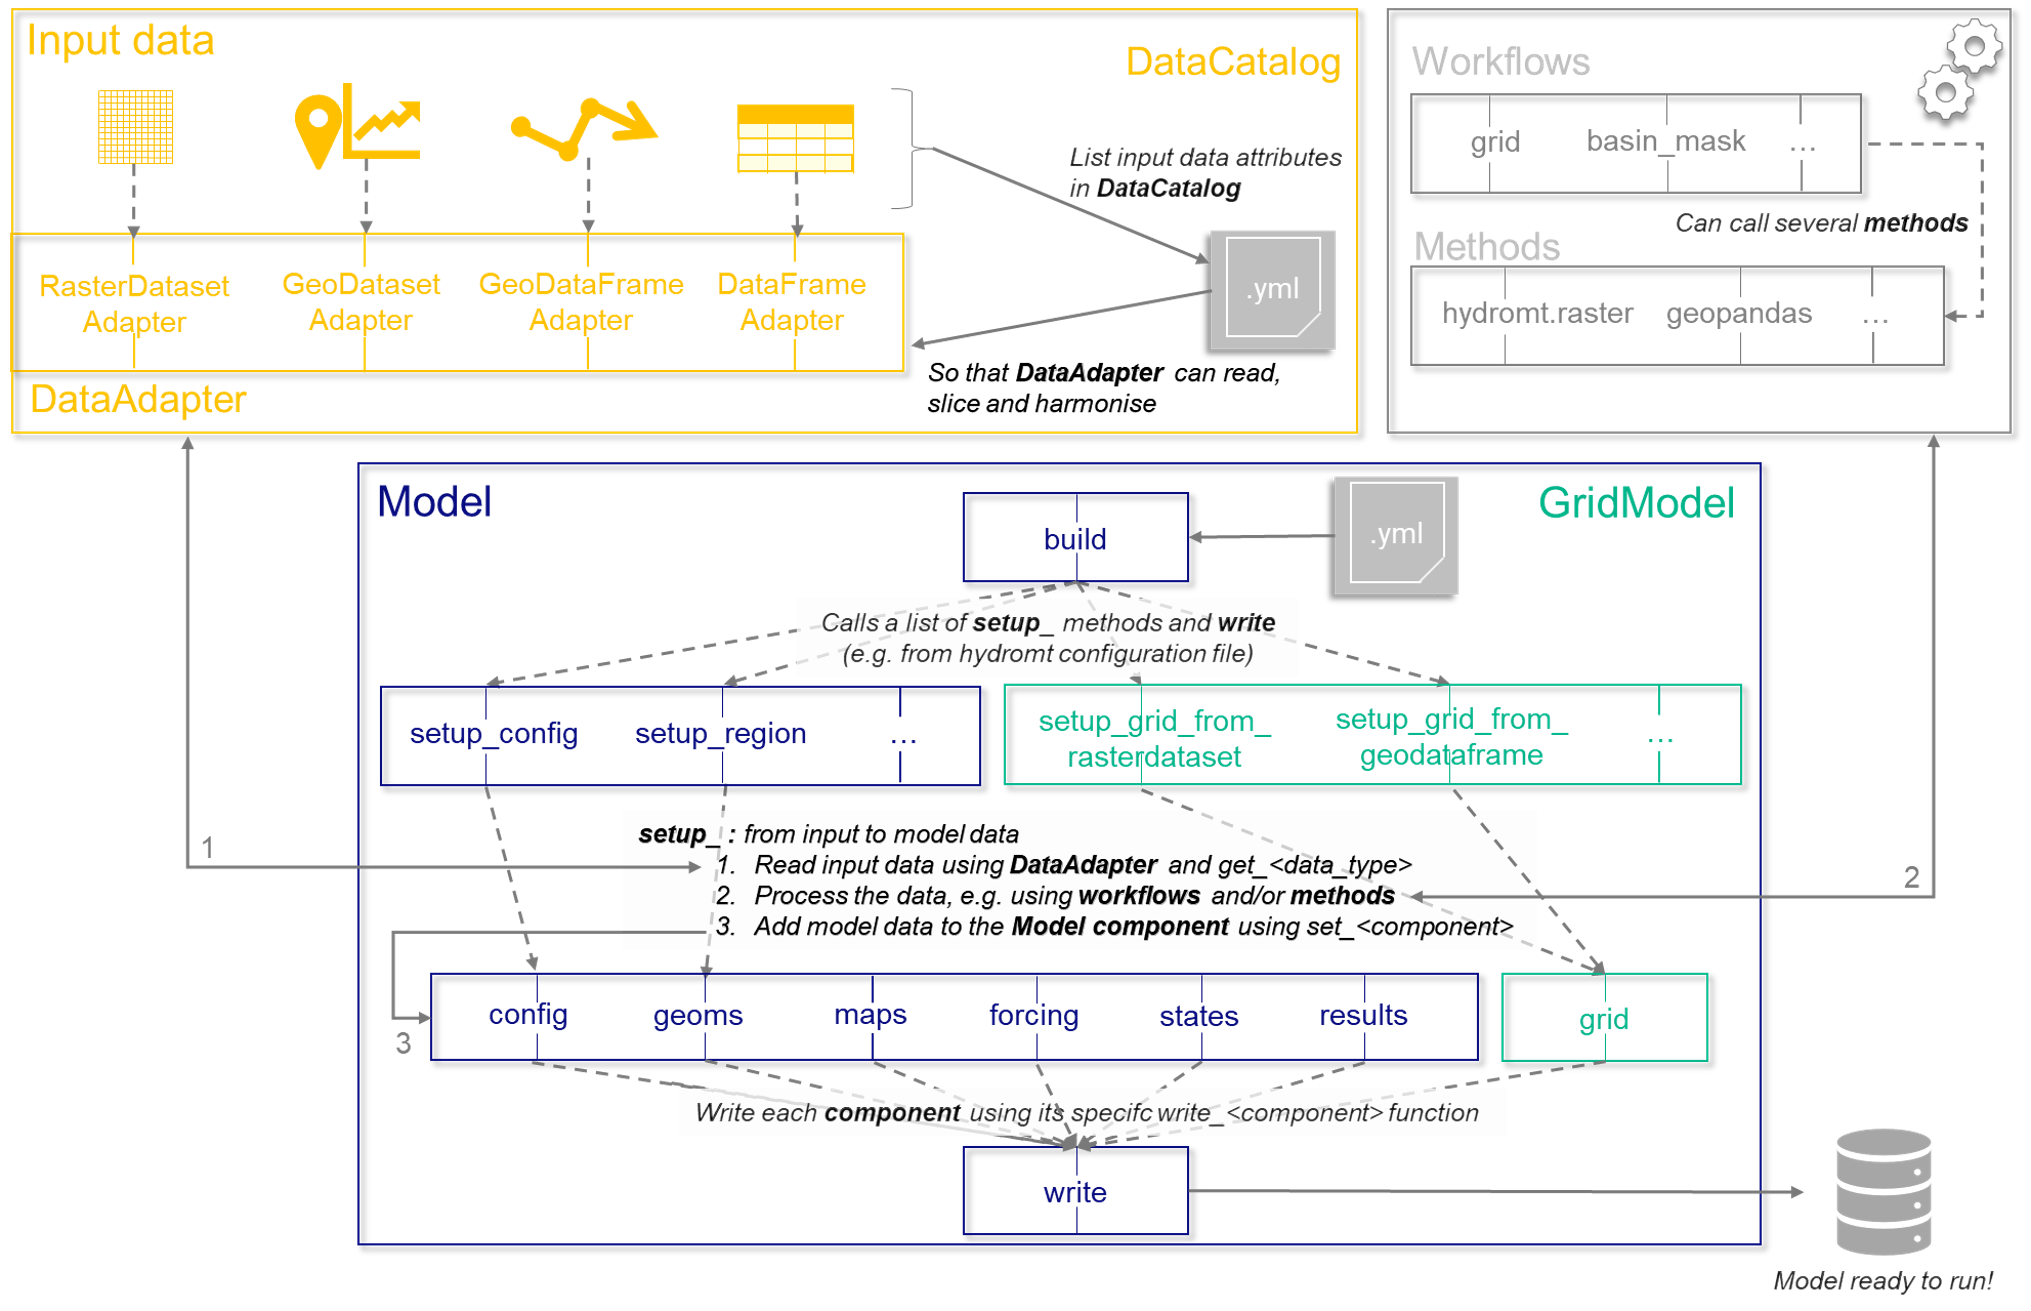 Input data
DataCatalog
List input data attributes
in DataCatalog
.yml
RasterDataset
Adapter
GeoDataset
Adapter
GeoDataFrame
Adapter
DataFrame
Adapter
So that DataAdapter can read,
slice and harmonise
DataAdapter
Workflows
grid
basin_mask
...
Can call several methods
Methods
hydromt.raster
geopandas
...
Model
GridModel
build
.yml
Calls a list of setup_ methods and write
(e.g. from hydromt configuration file)
setup_config
setup_region
...
setup_grid_from_
rasterdataset
setup_grid_from_
geodataframe
...
1
setup_ : from input to model data
1. Read input data using DataAdapter and get_<data_type>
2. Process the data, e.g. using workflows and/or methods
3. Add model data to the Model component using set_<component>
2
3
config
geoms
maps
forcing
states
results
grid
Write each component using its specifc write_<component> function
write
Model ready to run!